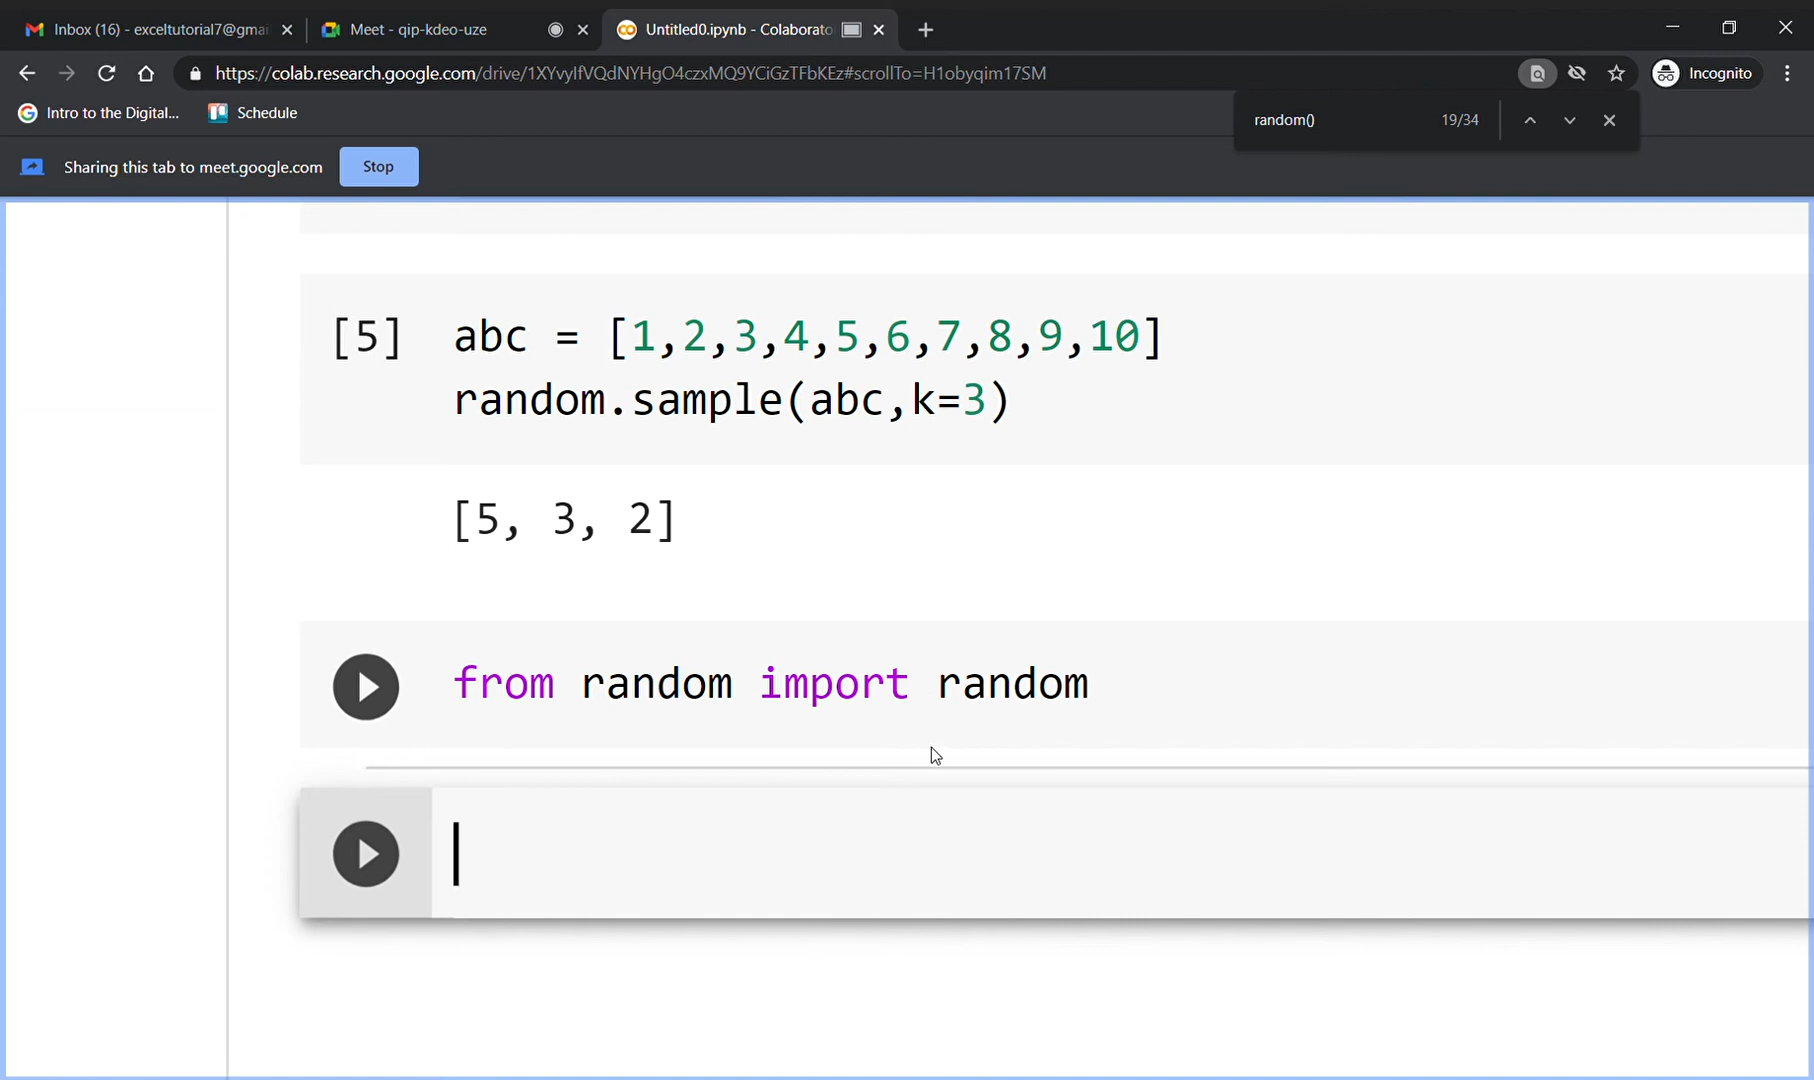 Inbox (16) - exceltutorial7@gma
Meet - qip-kdeo-uze
Untitled0.ipynb - Colaborato
https://colab.research.google.com/drive/1XYvyIfVQdNYHgO4czxMQ9YCiGzTFbKEz#scrollTo=H1obyqim17SM
Incognito
Intro to the Digital...
Schedule
random()
19/34
Sharing this tab to meet.google.com
Stop
[5] abc = [1,2,3,4,5,6,7,8,9,10]
random.sample(abc,k=3)
[5, 3, 2]
from random import random